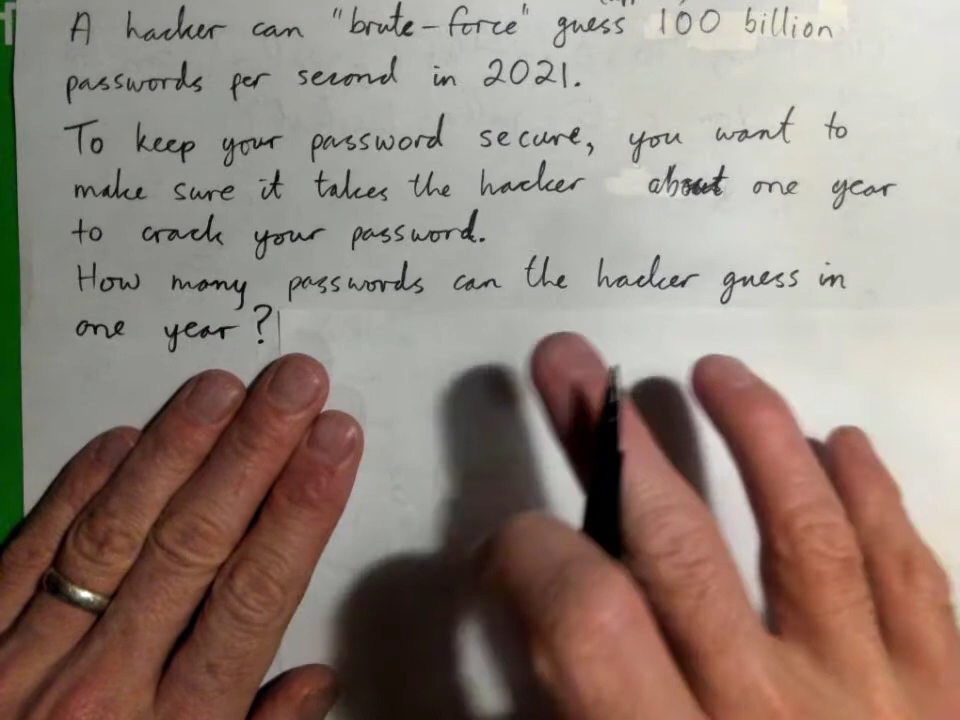 A hacker can "brute-force" guess 100 billion
passwords per second in 2021.
To keep your password secure, you want to
make sure it takes the hacker about one year
to crack your password.
How many passwords can the hacker guess in
one year?